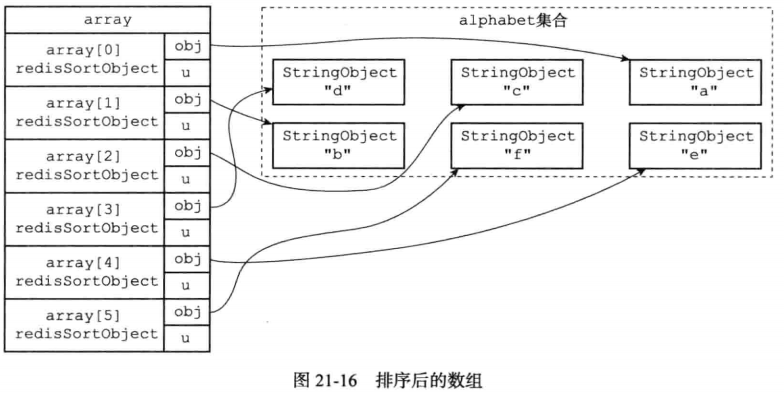 array
alphabet集合
array[0]
redisSortObject
obj
u
array[1]
redisSortObject
obj
u
array[2]
redisSortObject
obj
u
array[3]
redisSortObject
obj
u
array[4]
redisSortObject
obj
u
array[5]
redisSortObject
obj
u
StringObject
"d"
StringObject
"c"
StringObject
"a"
StringObject
"b"
StringObject
"f"
StringObject
"e"
图 21-16 排序后的数组